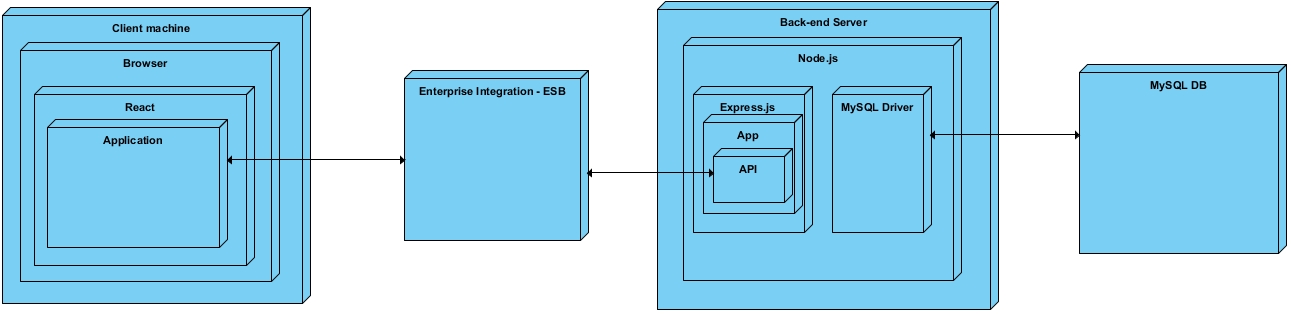 Client machine
Browser
React
Application
Enterprise Integration - ESB
Back-end Server
Node.js
Express.js
App
API
MySQL Driver
MySQL DB